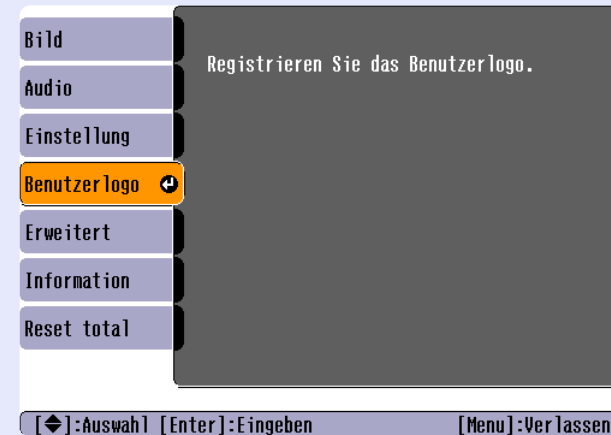 Bild
Audio
Einstellung
Benutzerlogo
Erweitert
Information
Reset total
Registrieren Sie das Benutzerlogo.
[◆]:Auswahl [Enter]:Eingeben [Menu]:Verlassen